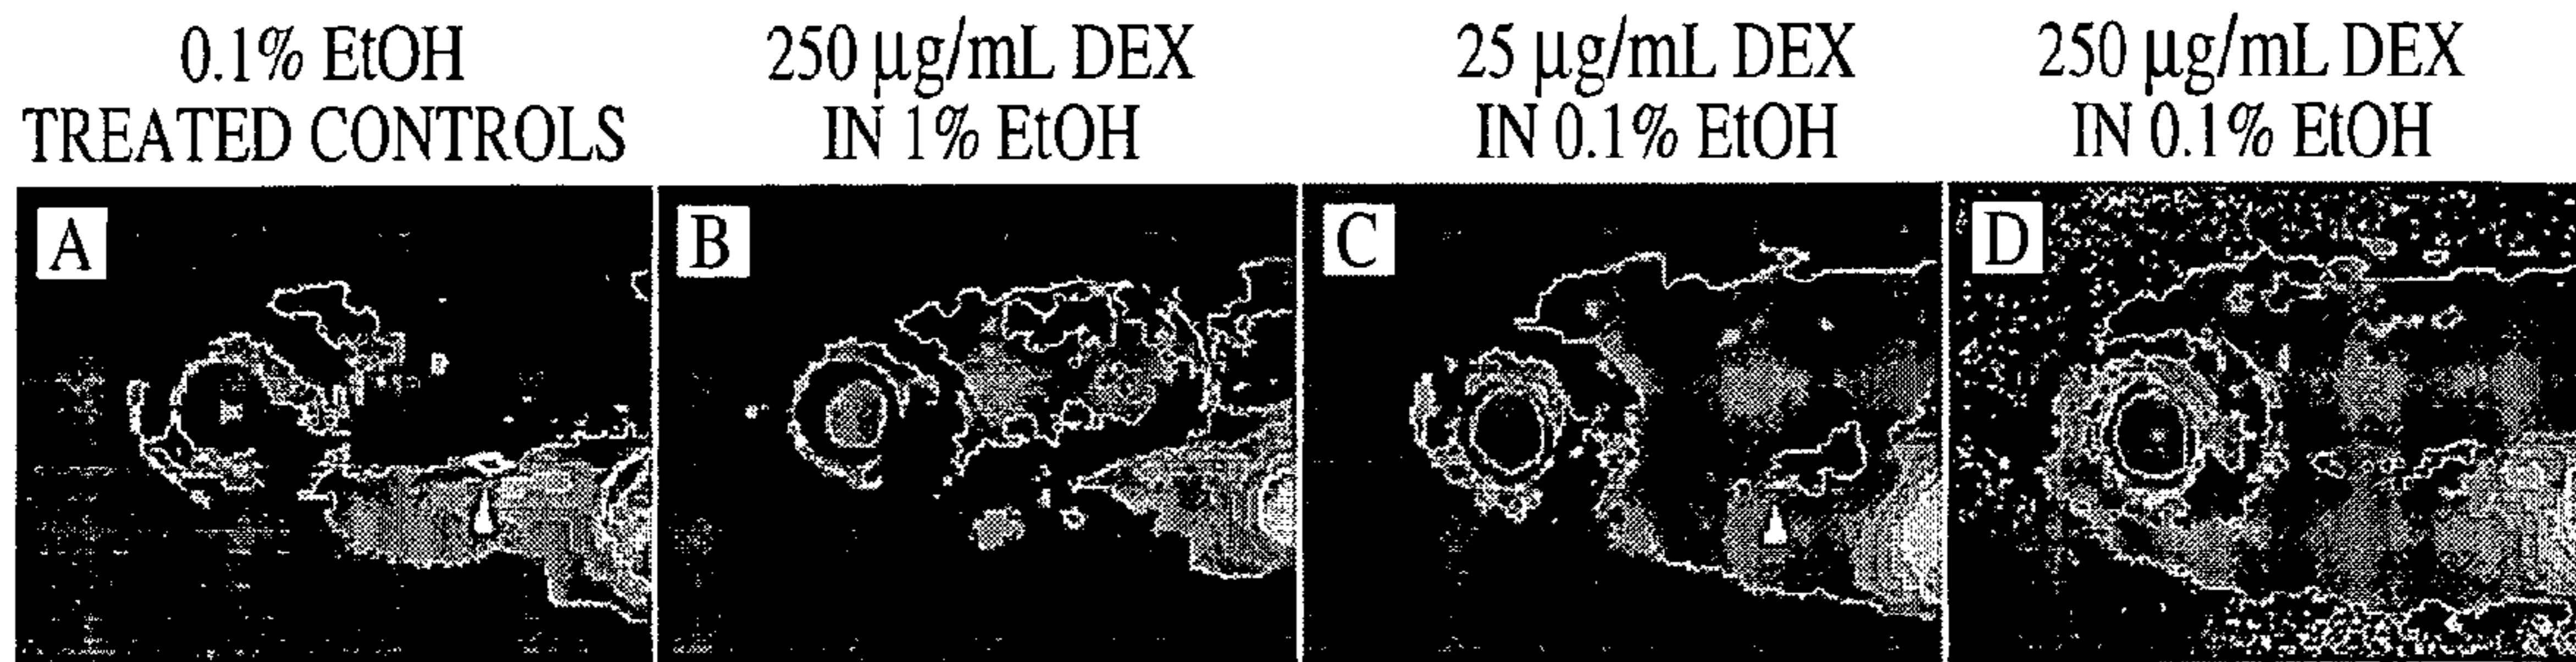 0.1% EtOH
TREATED CONTROLS
250 µg/mL DEX
IN 1% EtOH
25 µg/mL DEX
IN 0.1% EtOH
250 µg/mL DEX
IN 0.1% EtOH
A
B
C
D